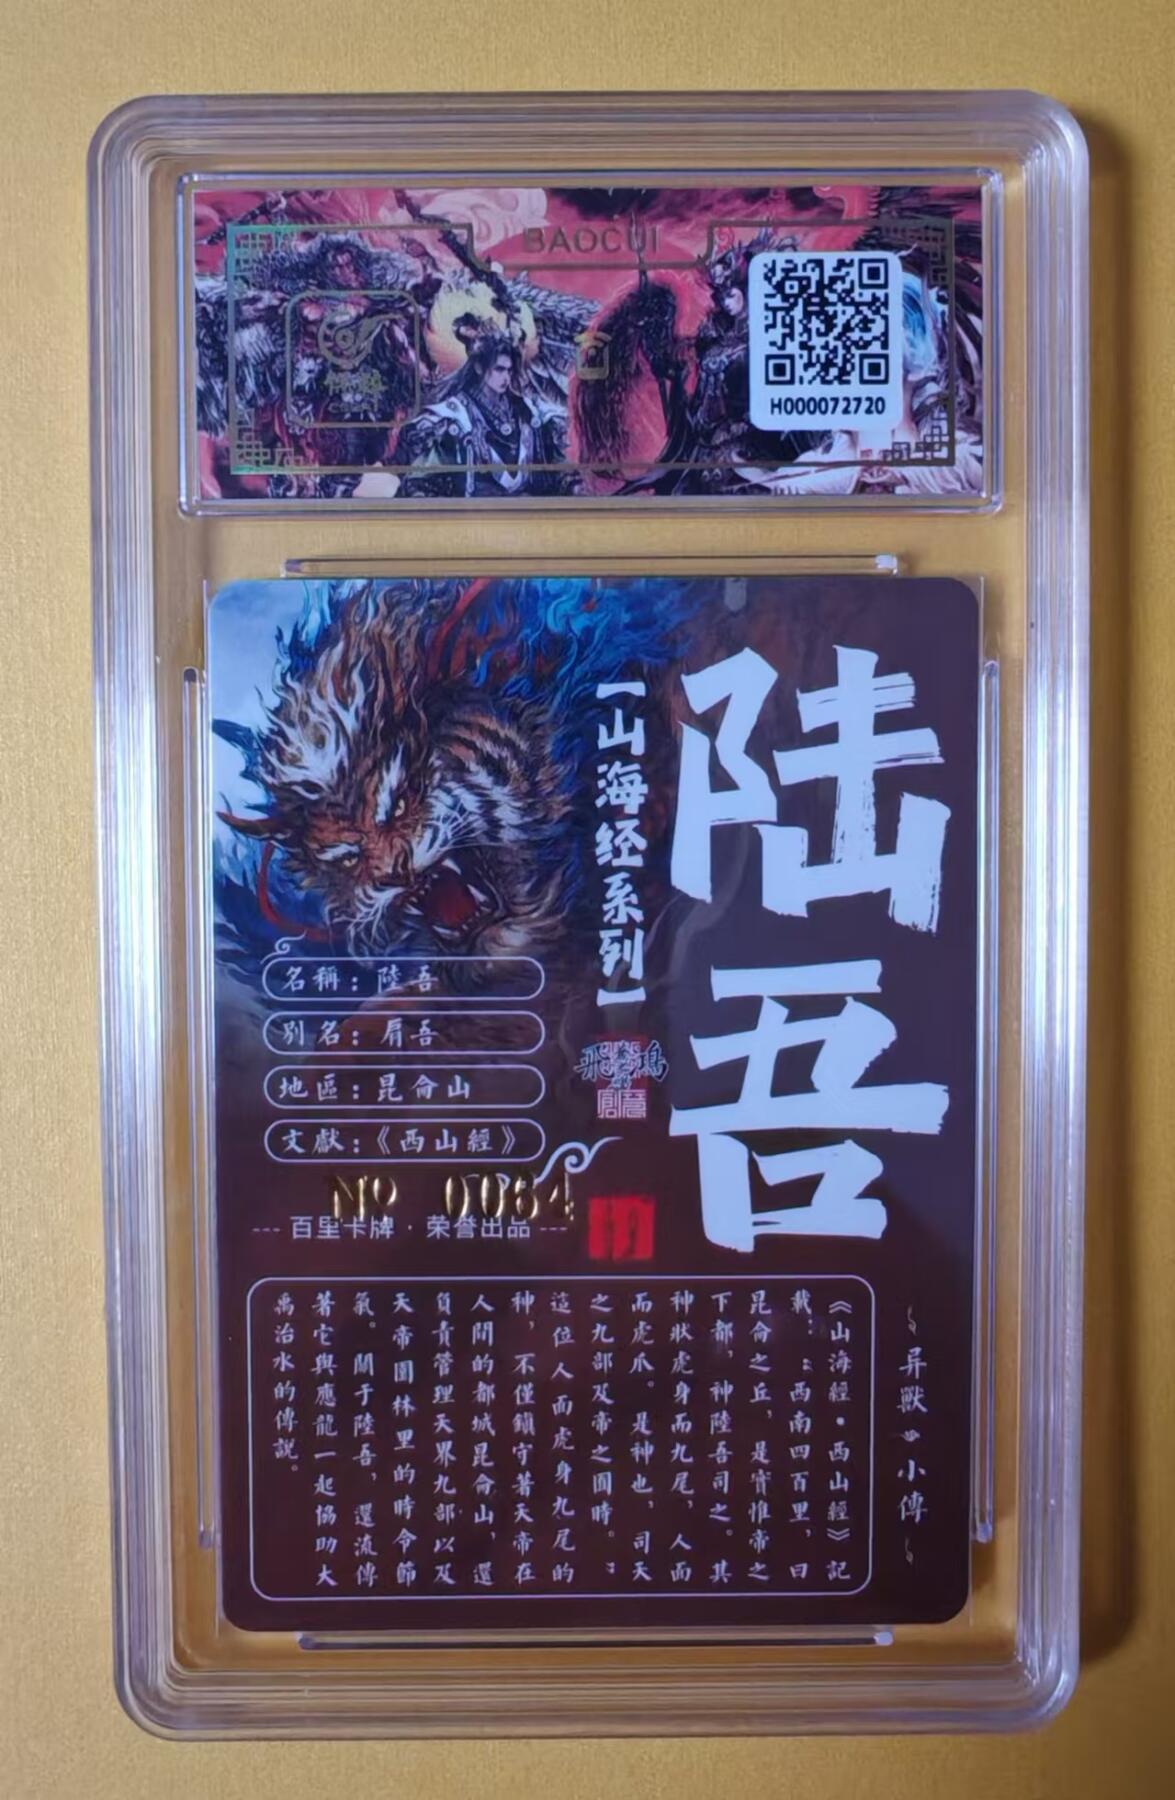 BAOCUI
H000072720
陆吾
【山海经系列】
飛鴻
創意
名稱：陸吾
別名：肩吾
地區：昆侖山
文獻：《西山經》
Nº 0064
--- 百里卡牌 · 荣誉出品 ---
异獸 小傳
《山海經·西山經》記
載：“西南四百里，曰
昆侖之丘，是實惟帝之
下都，神陸吾司之。其
神狀虎身而九尾，人面
而虎爪。是神也，司天
之九部及帝之囿時。”
這位人面虎身九尾的
神，不僅鎮守著天帝在
人間的都城昆侖山，還
負責管理天界九部以及
天帝園林里的時令節
氣。關于陸吾，還流傳
著它與應龍一起協助大
禹治水的傳説。